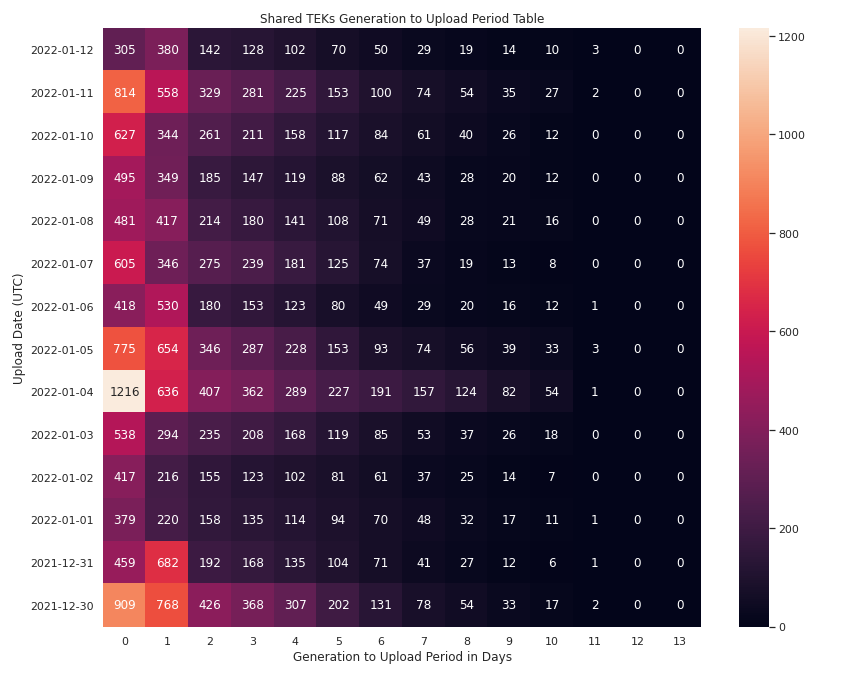 Shared TEKs Generation to Upload Period Table
Upload Date (UTC)
2022-01-12 305 380 142 128 102 70 50 29 19 14 10 3 0 0
2022-01-11 814 558 329 281 225 153 100 74 54 35 27 2 0 0
2022-01-10 627 344 261 211 158 117 84 61 40 26 12 0 0 0
2022-01-09 495 349 185 147 119 88 62 43 28 20 12 0 0 0
2022-01-08 481 417 214 180 141 108 71 49 28 21 16 0 0 0
2022-01-07 605 346 275 239 181 125 74 37 19 13 8 0 0 0
2022-01-06 418 530 180 153 123 80 49 29 20 16 12 1 0 0
2022-01-05 775 654 346 287 228 153 93 74 56 39 33 3 0 0
2022-01-04 1216 636 407 362 289 227 191 157 124 82 54 1 0 0
2022-01-03 538 294 235 208 168 119 85 53 37 26 18 0 0 0
2022-01-02 417 216 155 123 102 81 61 37 25 14 7 0 0 0
2022-01-01 379 220 158 135 114 94 70 48 32 17 11 1 0 0
2021-12-31 459 682 192 168 135 104 71 41 27 12 6 1 0 0
2021-12-30 909 768 426 368 307 202 131 78 54 33 17 2 0 0
0 1 2 3 4 5 6 7 8 9 10 11 12 13
Generation to Upload Period in Days
1200
1000
800
600
400
200
0